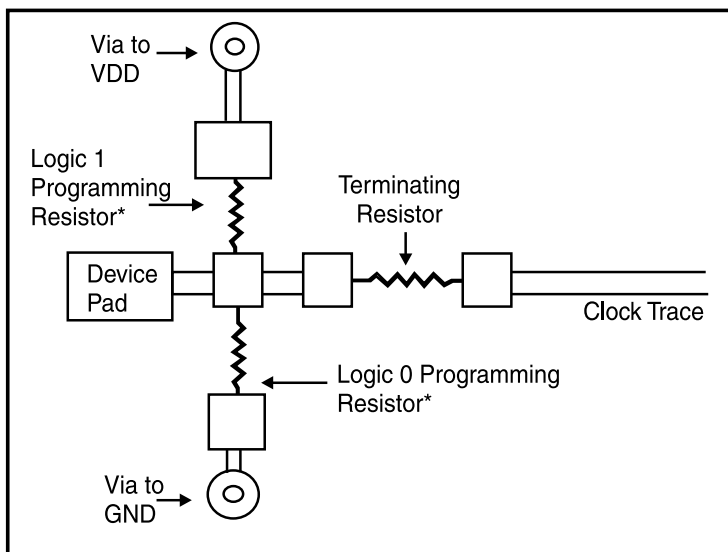 Via to
VDD
Logic 1
Programming
Resistor*
Terminating
Resistor
Device
Pad
Clock Trace
Logic 0 Programming
Resistor*
Via to
GND